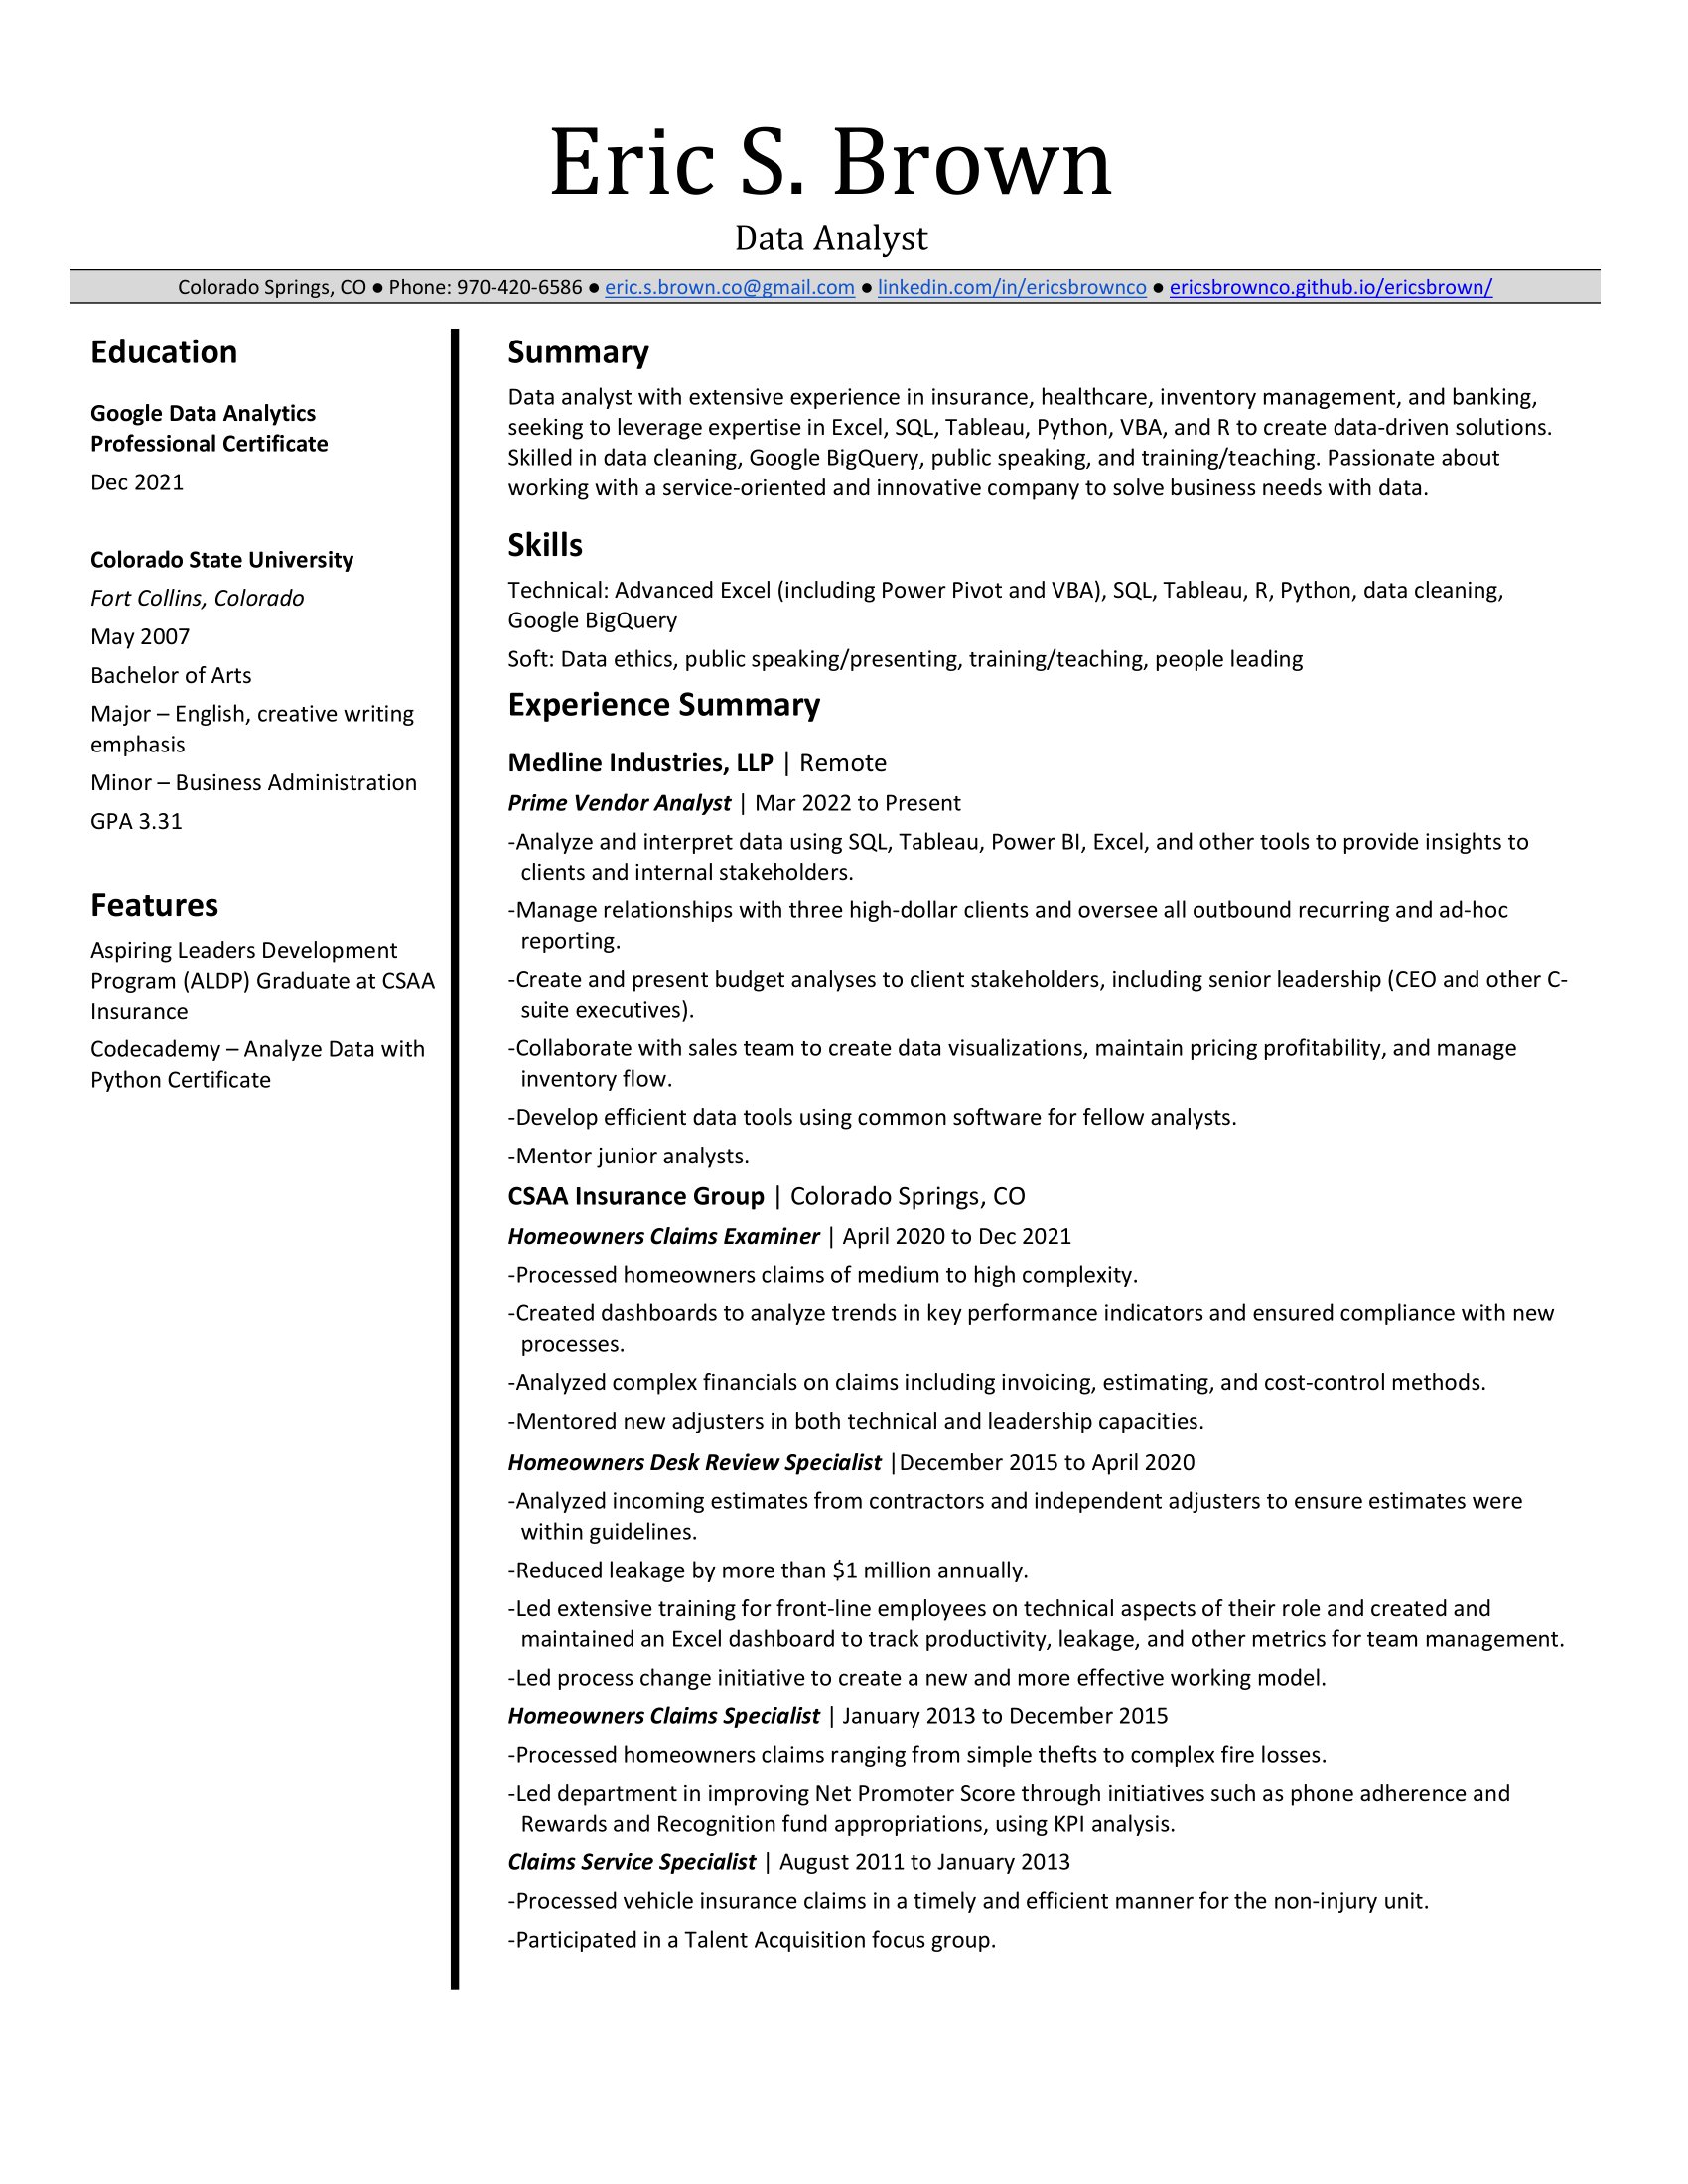 Eric S. Brown
Data Analyst
Colorado Springs, CO ● Phone: 970-420-6586 ● eric.s.brown.co@gmail.com ● linkedin.com/in/ericsbrownco ● ericsbrownco.github.io/ericsbrown/
Education
Google Data Analytics
Professional Certificate
Dec 2021
Colorado State University
Fort Collins, Colorado
May 2007
Bachelor of Arts
Major – English, creative writing
emphasis
Minor – Business Administration
GPA 3.31
Features
Aspiring Leaders Development
Program (ALDP) Graduate at CSAA
Insurance
Codecademy – Analyze Data with
Python Certificate
Summary
Data analyst with extensive experience in insurance, healthcare, inventory management, and banking,
seeking to leverage expertise in Excel, SQL, Tableau, Python, VBA, and R to create data-driven solutions.
Skilled in data cleaning, Google BigQuery, public speaking, and training/teaching. Passionate about
working with a service-oriented and innovative company to solve business needs with data.
Skills
Technical: Advanced Excel (including Power Pivot and VBA), SQL, Tableau, R, Python, data cleaning,
Google BigQuery
Soft: Data ethics, public speaking/presenting, training/teaching, people leading
Experience Summary
Medline Industries, LLP | Remote
Prime Vendor Analyst | Mar 2022 to Present
-Analyze and interpret data using SQL, Tableau, Power BI, Excel, and other tools to provide insights to
clients and internal stakeholders.
-Manage relationships with three high-dollar clients and oversee all outbound recurring and ad-hoc
reporting.
-Create and present budget analyses to client stakeholders, including senior leadership (CEO and other C-
suite executives).
-Collaborate with sales team to create data visualizations, maintain pricing profitability, and manage
inventory flow.
-Develop efficient data tools using common software for fellow analysts.
-Mentor junior analysts.
CSAA Insurance Group | Colorado Springs, CO
Homeowners Claims Examiner | April 2020 to Dec 2021
-Processed homeowners claims of medium to high complexity.
-Created dashboards to analyze trends in key performance indicators and ensured compliance with new
processes.
-Analyzed complex financials on claims including invoicing, estimating, and cost-control methods.
-Mentored new adjusters in both technical and leadership capacities.
Homeowners Desk Review Specialist |December 2015 to April 2020
-Analyzed incoming estimates from contractors and independent adjusters to ensure estimates were
within guidelines.
-Reduced leakage by more than $1 million annually.
-Led extensive training for front-line employees on technical aspects of their role and created and
maintained an Excel dashboard to track productivity, leakage, and other metrics for team management.
-Led process change initiative to create a new and more effective working model.
Homeowners Claims Specialist | January 2013 to December 2015
-Processed homeowners claims ranging from simple thefts to complex fire losses.
-Led department in improving Net Promoter Score through initiatives such as phone adherence and
Rewards and Recognition fund appropriations, using KPI analysis.
Claims Service Specialist | August 2011 to January 2013
-Processed vehicle insurance claims in a timely and efficient manner for the non-injury unit.
-Participated in a Talent Acquisition focus group.